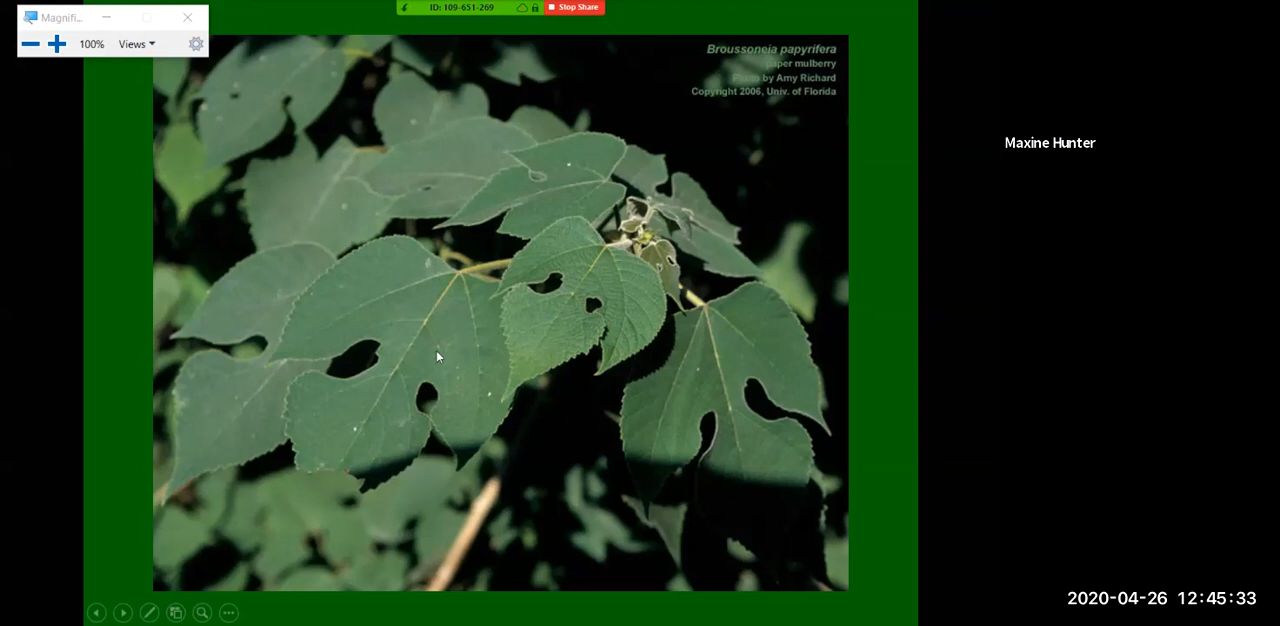 Magnifi...
100%
Views
ID: 109-651-269
Stop Share
Broussoneia papyrifera
paper mulberry
Photo by Amy Richard
Copyright 2006, Univ. of Florida
Maxine Hunter
2020-04-26 12:45:33